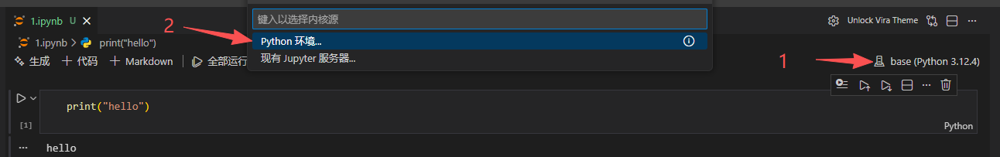 键入以选择内核源
1.ipynb U
Unlock Vira Theme
2
Python 环境...
1.ipynb > print("hello")
现有 Jupyter 服务器...
生成 + 代码 + Markdown 全部运行
1
base (Python 3.12.4)
print("hello")
[1]
Python
... hello